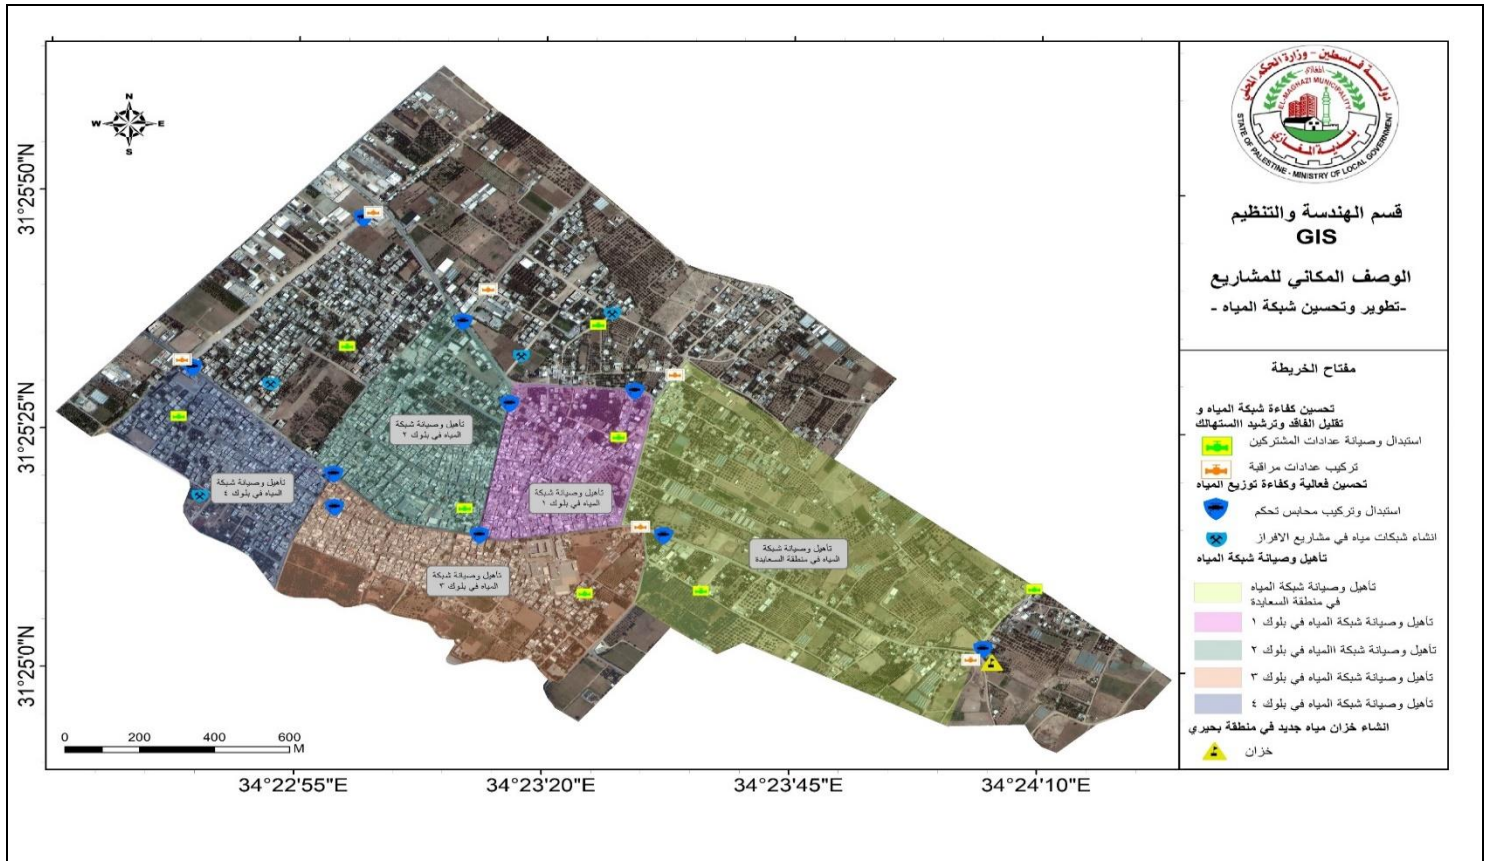 دولة فلسطين - وزارة الحكم المحلي
المغازي
EL-MAGHAZI MUNICIPALITY
بلدية المغازي
STATE OF PALESTINE - MINISTRY OF LOCAL GOVERNMENT
قسم الهندسة والتنظيم
GIS
الوصف المكاني للمشاريع
-تطوير وتحسين شبكة المياه -
مفتاح الخريطة
تحسين كفاءة شبكة المياه و
تقليل الفاقد وترشيد االستهالك
استبدال وصيانة عدادات المشتركين
تركيب عدادات مراقبة
تحسين فعالية وكفاءة توزيع المياه
استبدال وتركيب محابس تحكم
انشاء شبكات مياه في مشاريع الافراز
تأهيل وصيانة شبكة المياه
تأهيل وصيانة شبكة المياه
في منطقة السعايدة
تأهيل وصيانة شبكة المياه في بلوك ١
تأهيل وصيانة شبكة االمياه في بلوك ٢
تأهيل وصيانة شبكة المياه في بلوك ٣
تأهيل وصيانة شبكة المياه في بلوك ٤
انشاء خزان مياه جديد في منطقة بحيري
خزان
N
W E
S
31°25'50"N
31°25'25"N
31°25'0"N
تأهيل وصيانة شبكة
المياه في بلوك ٢
تأهيل وصيانة شبكة
المياه في بلوك ٤
تأهيل وصيانة شبكة
المياه في بلوك ١
تأهيل وصيانة شبكة
المياه في منطقة السعايدة
تأهيل وصيانة شبكة
المياه في بلوك ٣
0 200 400 600
M
34°22'55"E 34°23'20"E 34°23'45"E 34°24'10"E